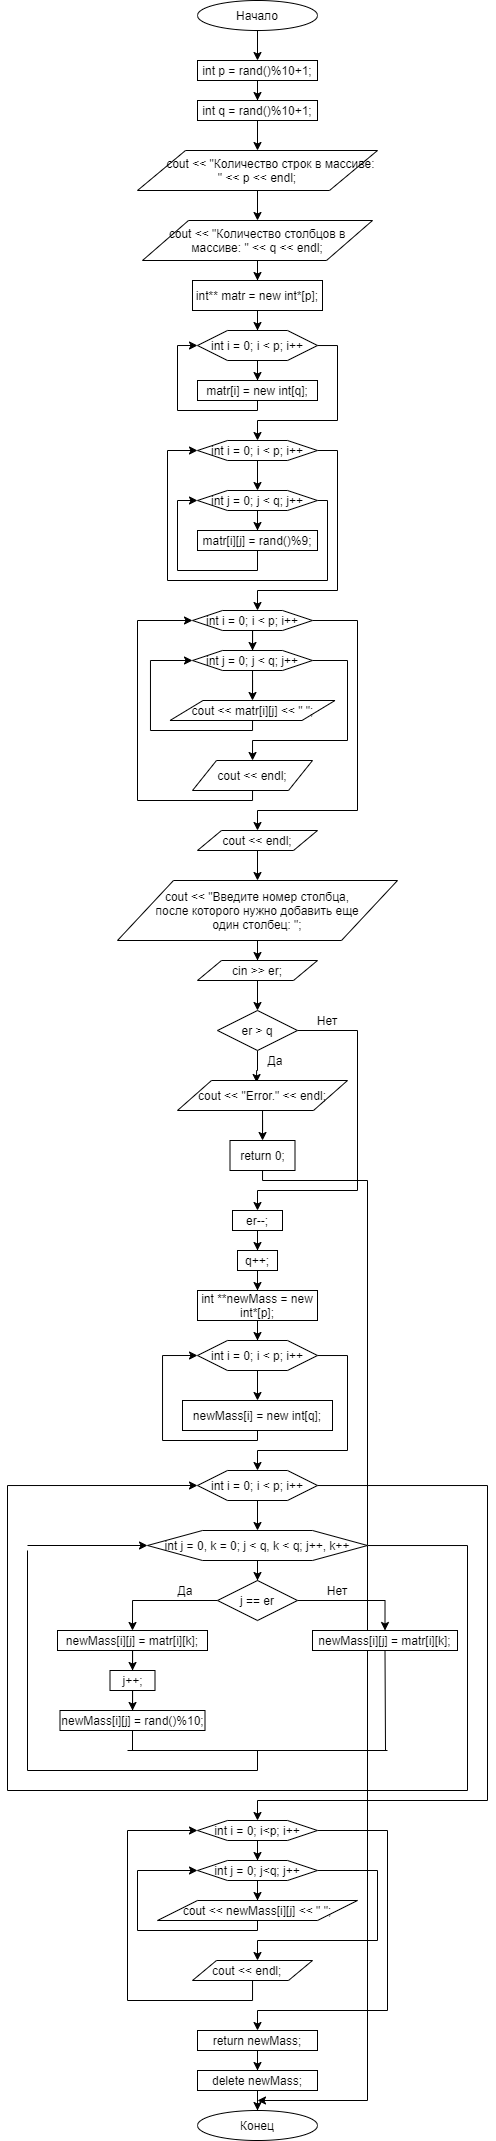 Начало
int p = rand()%10+1;
int q = rand()%10+1;
cout << "Количество строк в массиве:
" << p << endl;
cout << "Количество столбцов в
массиве: " << q << endl;
int** matr = new int*[p];
int i = 0; i < p; i++
matr[i] = new int[q];
int i = 0; i < p; i++
int j = 0; j < q; j++
matr[i][j] = rand()%9;
int i = 0; i < p; i++
int j = 0; j < q; j++
cout << matr[i][j] << " ";
cout << endl;
cout << endl;
cout << "Введите номер столбца,
после которого нужно добавить еще
один столбец: ";
cin >> er;
er > q
Нет
Да
cout << "Error." << endl;
return 0;
er--;
q++;
int **newMass = new
int*[p];
int i = 0; i < p; i++
newMass[i] = new int[q];
int i = 0; i < p; i++
int j = 0, k = 0; j < q, k < q; j++, k++
Да
j == er
Нет
newMass[i][j] = matr[i][k];
newMass[i][j] = matr[i][k];
j++;
newMass[i][j] = rand()%10;
int i = 0; i<p; i++
int j = 0; j<q; j++
cout << newMass[i][j] << " ";
cout << endl;
return newMass;
delete newMass;
Конец